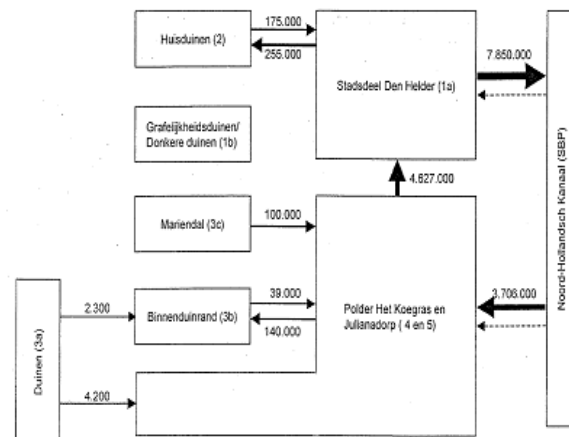 175.000
Huisduinen (2)
255.000
7.850.000
Stadsdeel Den Helder (1a)
Grafelijkheidsduinen/
Donkere duinen (1b)
4.627.000
Mariendal (3c)
100.000
Noord-Hollandsch Kanaal (SBP)
39.000
3.706.000
2.300
Binnenduinrand (3b)
Polder Het Koegras en
Julianadorp ( 4 en 5)
140.000
Duinen (3a)
4.200